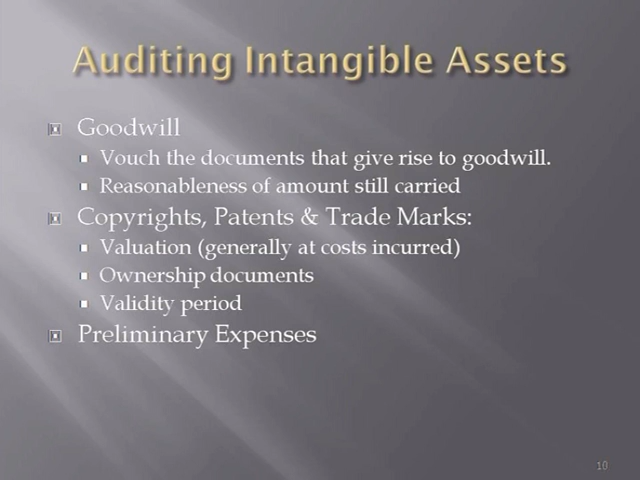 Auditing Intangible Assets
Goodwill
Vouch the documents that give rise to goodwill.
Reasonableness of amount still carried
Copyrights, Patents & Trade Marks:
Valuation (generally at costs incurred)
Ownership documents
Validity period
Preliminary Expenses
10